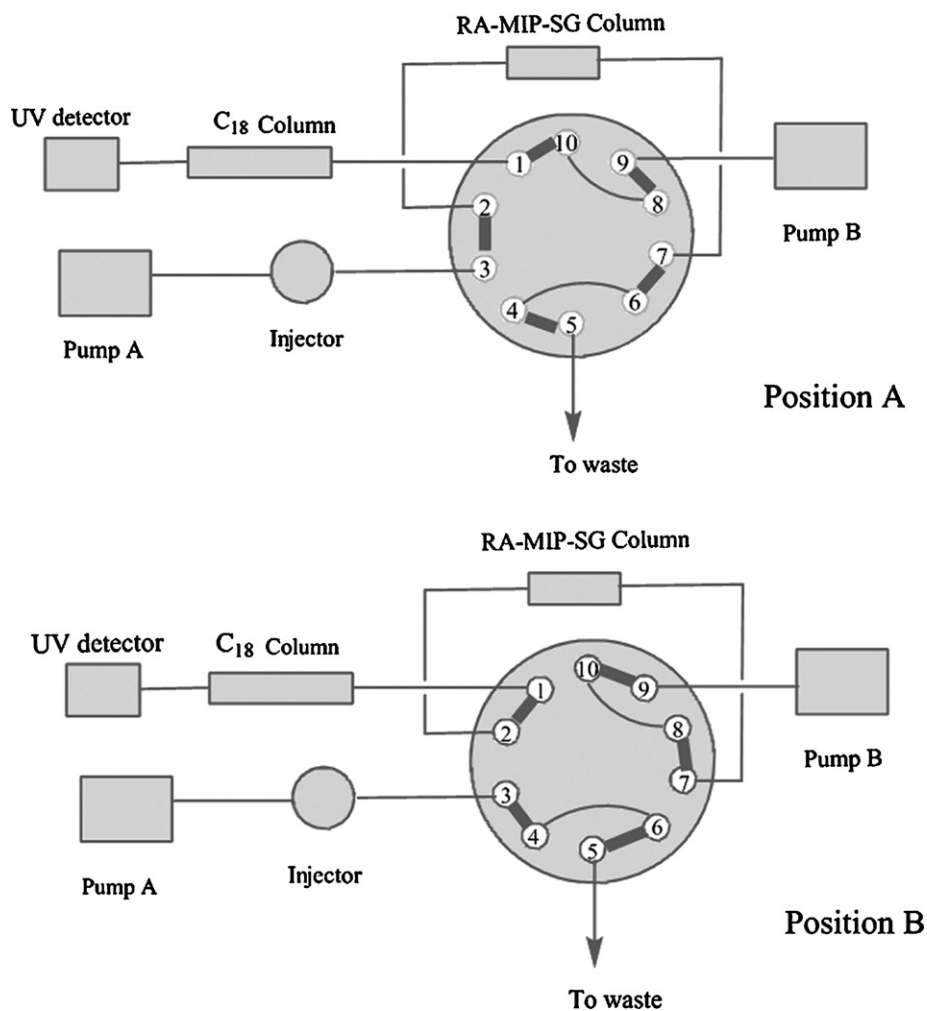 RA-MIP-SG Column
UV detector
C18 Column
10
1
9
2
8
Pump B
3
7
6
4
5
Pump A
Injector
Position A
To waste
RA-MIP-SG Column
UV detector
C18 Column
10
1
9
2
8
Pump B
3
7
4
6
5
Pump A
Injector
Position B
To waste